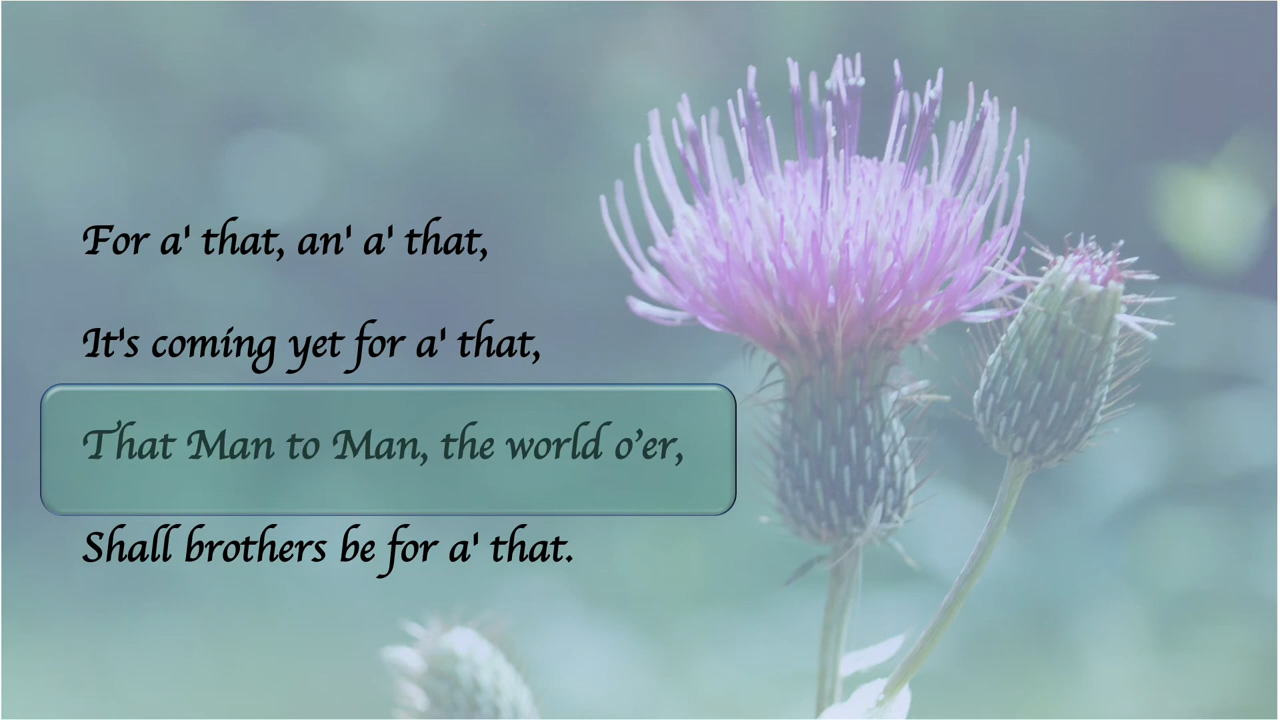 For a' that, an' a' that,
It's coming yet for a' that,
That Man to Man, the world o’er,
Shall brothers be for a' that.